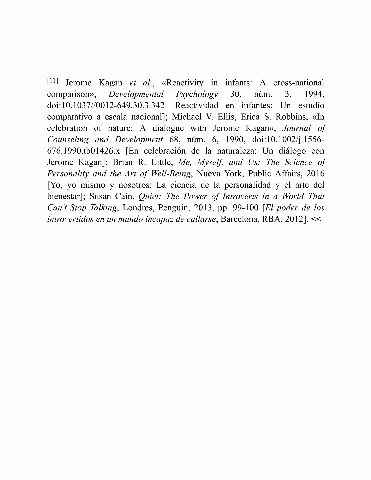 [11] Jerome Kagan et al., «Reactivity in infants: A cross-national
comparison», Developmental Psychology 30, núm. 3, 1994,
doi:10.1037//0012-649.30.3.342 Reactividad en infantes: Un estudio
comparativo a escala nacional]; Michael V. Ellis, Erica S. Robbins, «In
celebration of nature: A dialogue with Jerome Kagan», Journal of
Counseling and Development 68, núm. 6, 1990, doi:10.1002/j.1556-
676.1990.tb01426.x [En celebración de la naturaleza: Un diálogo con
Jerome Kagan]; Brian R. Little, Me, Myself, and Us: The Science of
Personality and the Art of Well-Being, Nueva York, Public Affairs, 2016
[Yo, yo mismo y nosotros: La ciencia de la personalidad y el arte del
bienestar]; Susan Cain, Quiet: The Power of Introverts in a World That
Can't Stop Talking, Londres, Penguin, 2013, pp. 99-100 [El poder de los
introvertidos en un mundo incapaz de callarse, Barcelona, RBA, 2012]. <<